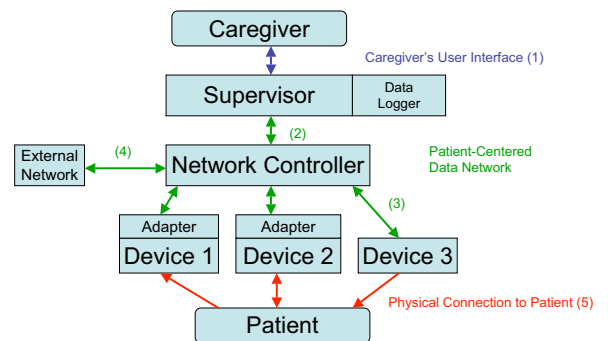 Caregiver
Caregiver's User Interface (1)
Supervisor
Data
Logger
(2)
External
Network
(4)
Network Controller
Patient-Centered
Data Network
(3)
Adapter
Adapter
Device 1
Device 2
Device 3
Physical Connection to Patient (5)
Patient